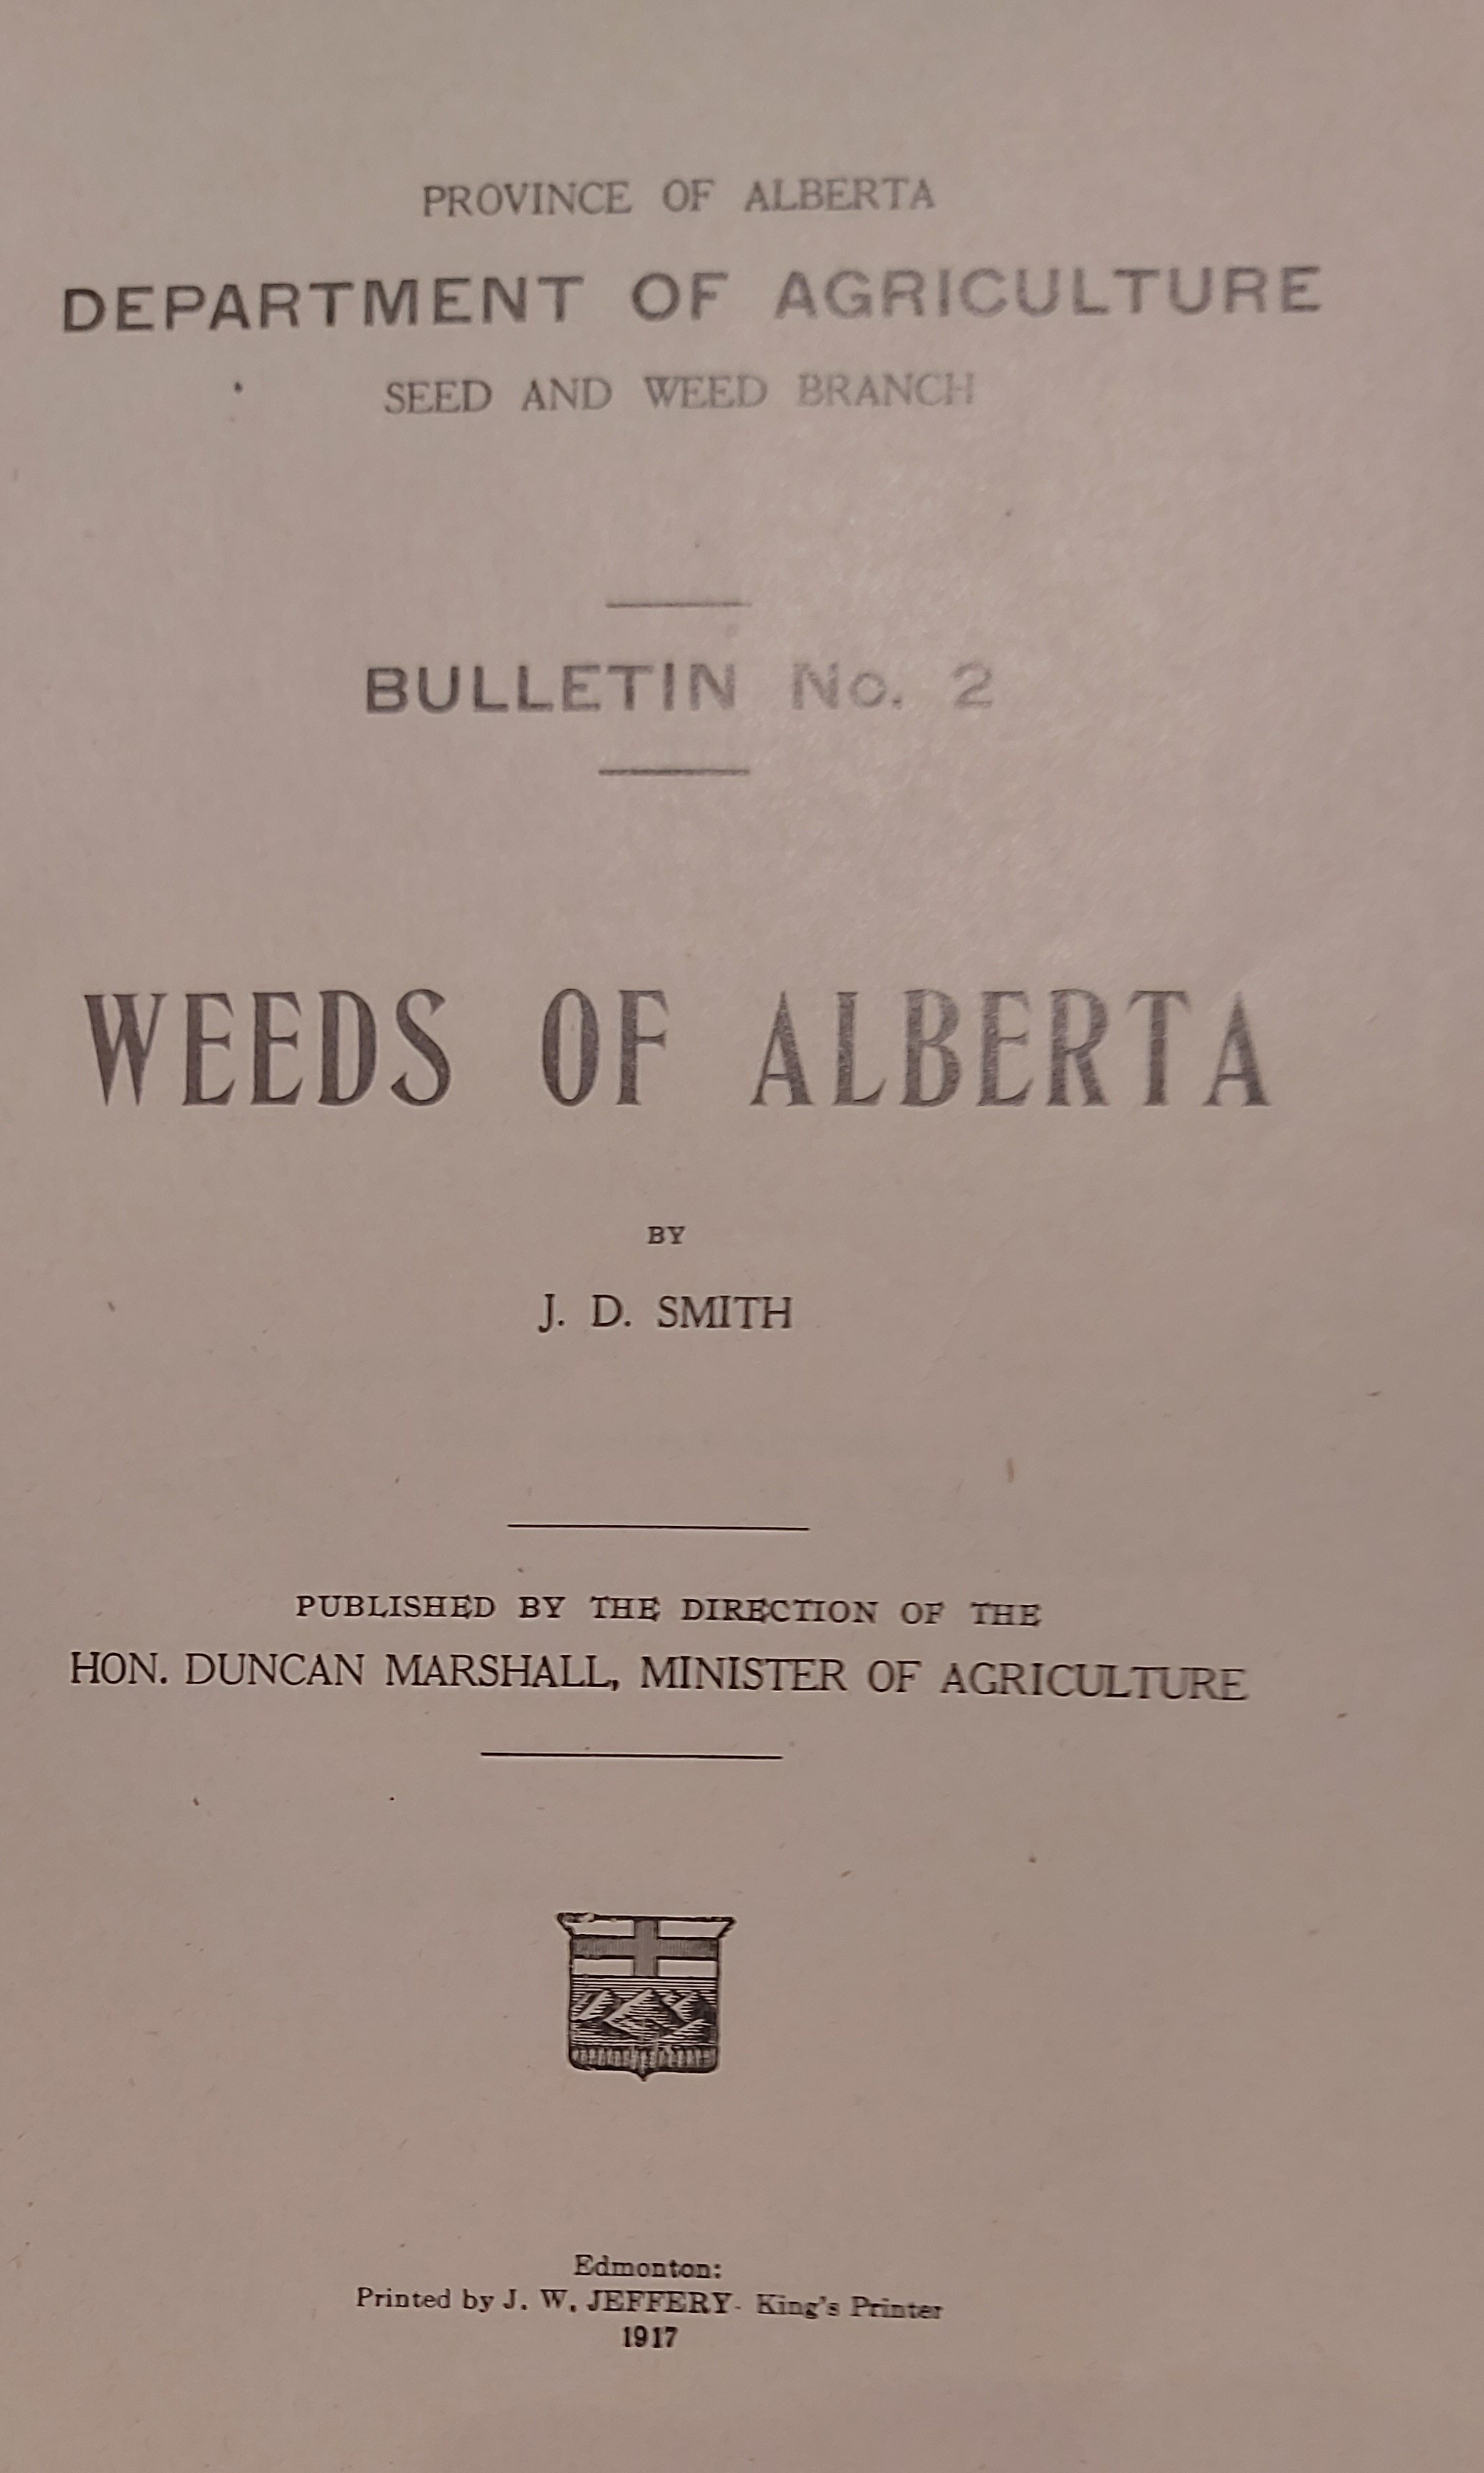 PROVINCE OF ALBERTA
DEPARTMENT OF AGRICULTURE
SEED AND WEED BRANCH
BULLETIN No. 2
WEEDS OF ALBERTA
BY
J. D. SMITH
PUBLISHED BY THE DIRECTION OF THE
HON. DUNCAN MARSHALL, MINISTER OF AGRICULTURE
Edmonton:
Printed by J. W. JEFFERY- King's Printer
1917